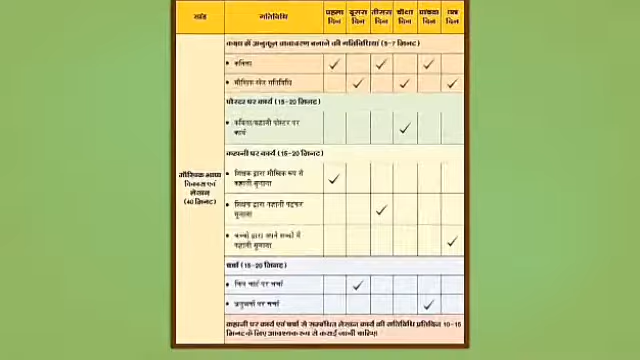 खंड गतिविधि पहला दिन दूसरा दिन तीसरा दिन चौथा दिन पांचवा दिन छठा दिन
मौखिक भाषा
विकास एवं
लेखन
(40 मिनट)
कक्षा में अनुकूल वातावरण बनाने की गतिविधियां (5-7 मिनट)
कविता
मौखिक खेल गतिविधि
पोस्टर पर कार्य (15-20 मिनट)
कविता/कहानी पोस्टर पर
कार्य
कहानी पर कार्य (15-20 मिनट)
शिक्षक द्वारा मौखिक रूप से
कहानी सुनाना
शिक्षक द्वारा कहानी पढ़कर
सुनाना
बच्चों द्वारा अपने शब्दों में
कहानी सुनाना
चर्चा (15-20 मिनट)
चित्र चार्ट पर चर्चा
अनुभवों पर चर्चा
कहानी पर कार्य एवं चर्चा से सम्बंधित लेखन कार्य की गतिविधि प्रतिदिन 10-15
मिनट के लिए आवश्यक रूप से कराई जानी चाहिए।